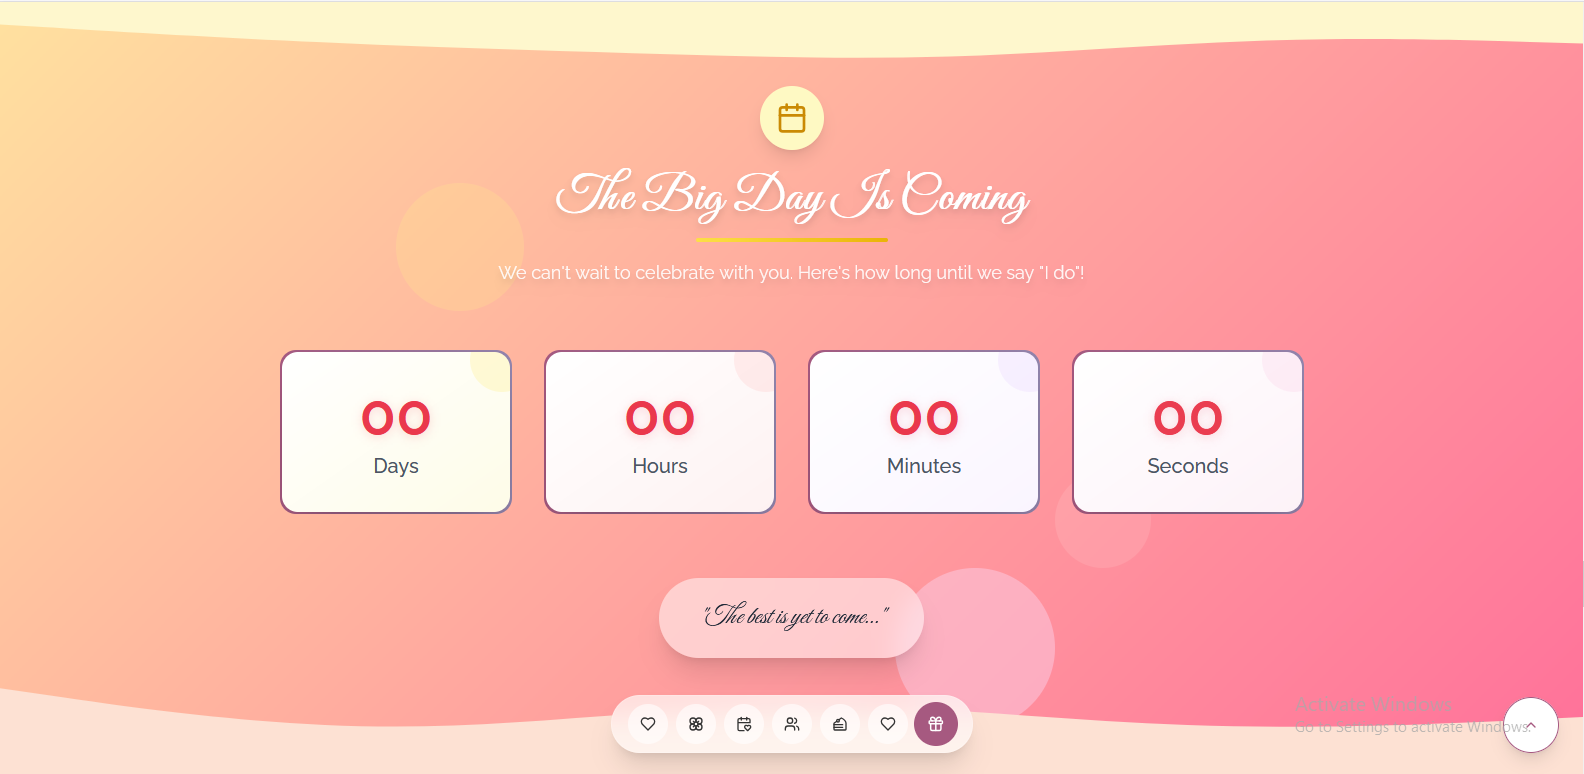 The Big Day Is Coming
We can't wait to celebrate with you. Here's how long until we say "I do"!
00
Days
00
Hours
00
Minutes
00
Seconds
"The best is yet to come..."
Activate Windows
Go to Settings to activate Windows.